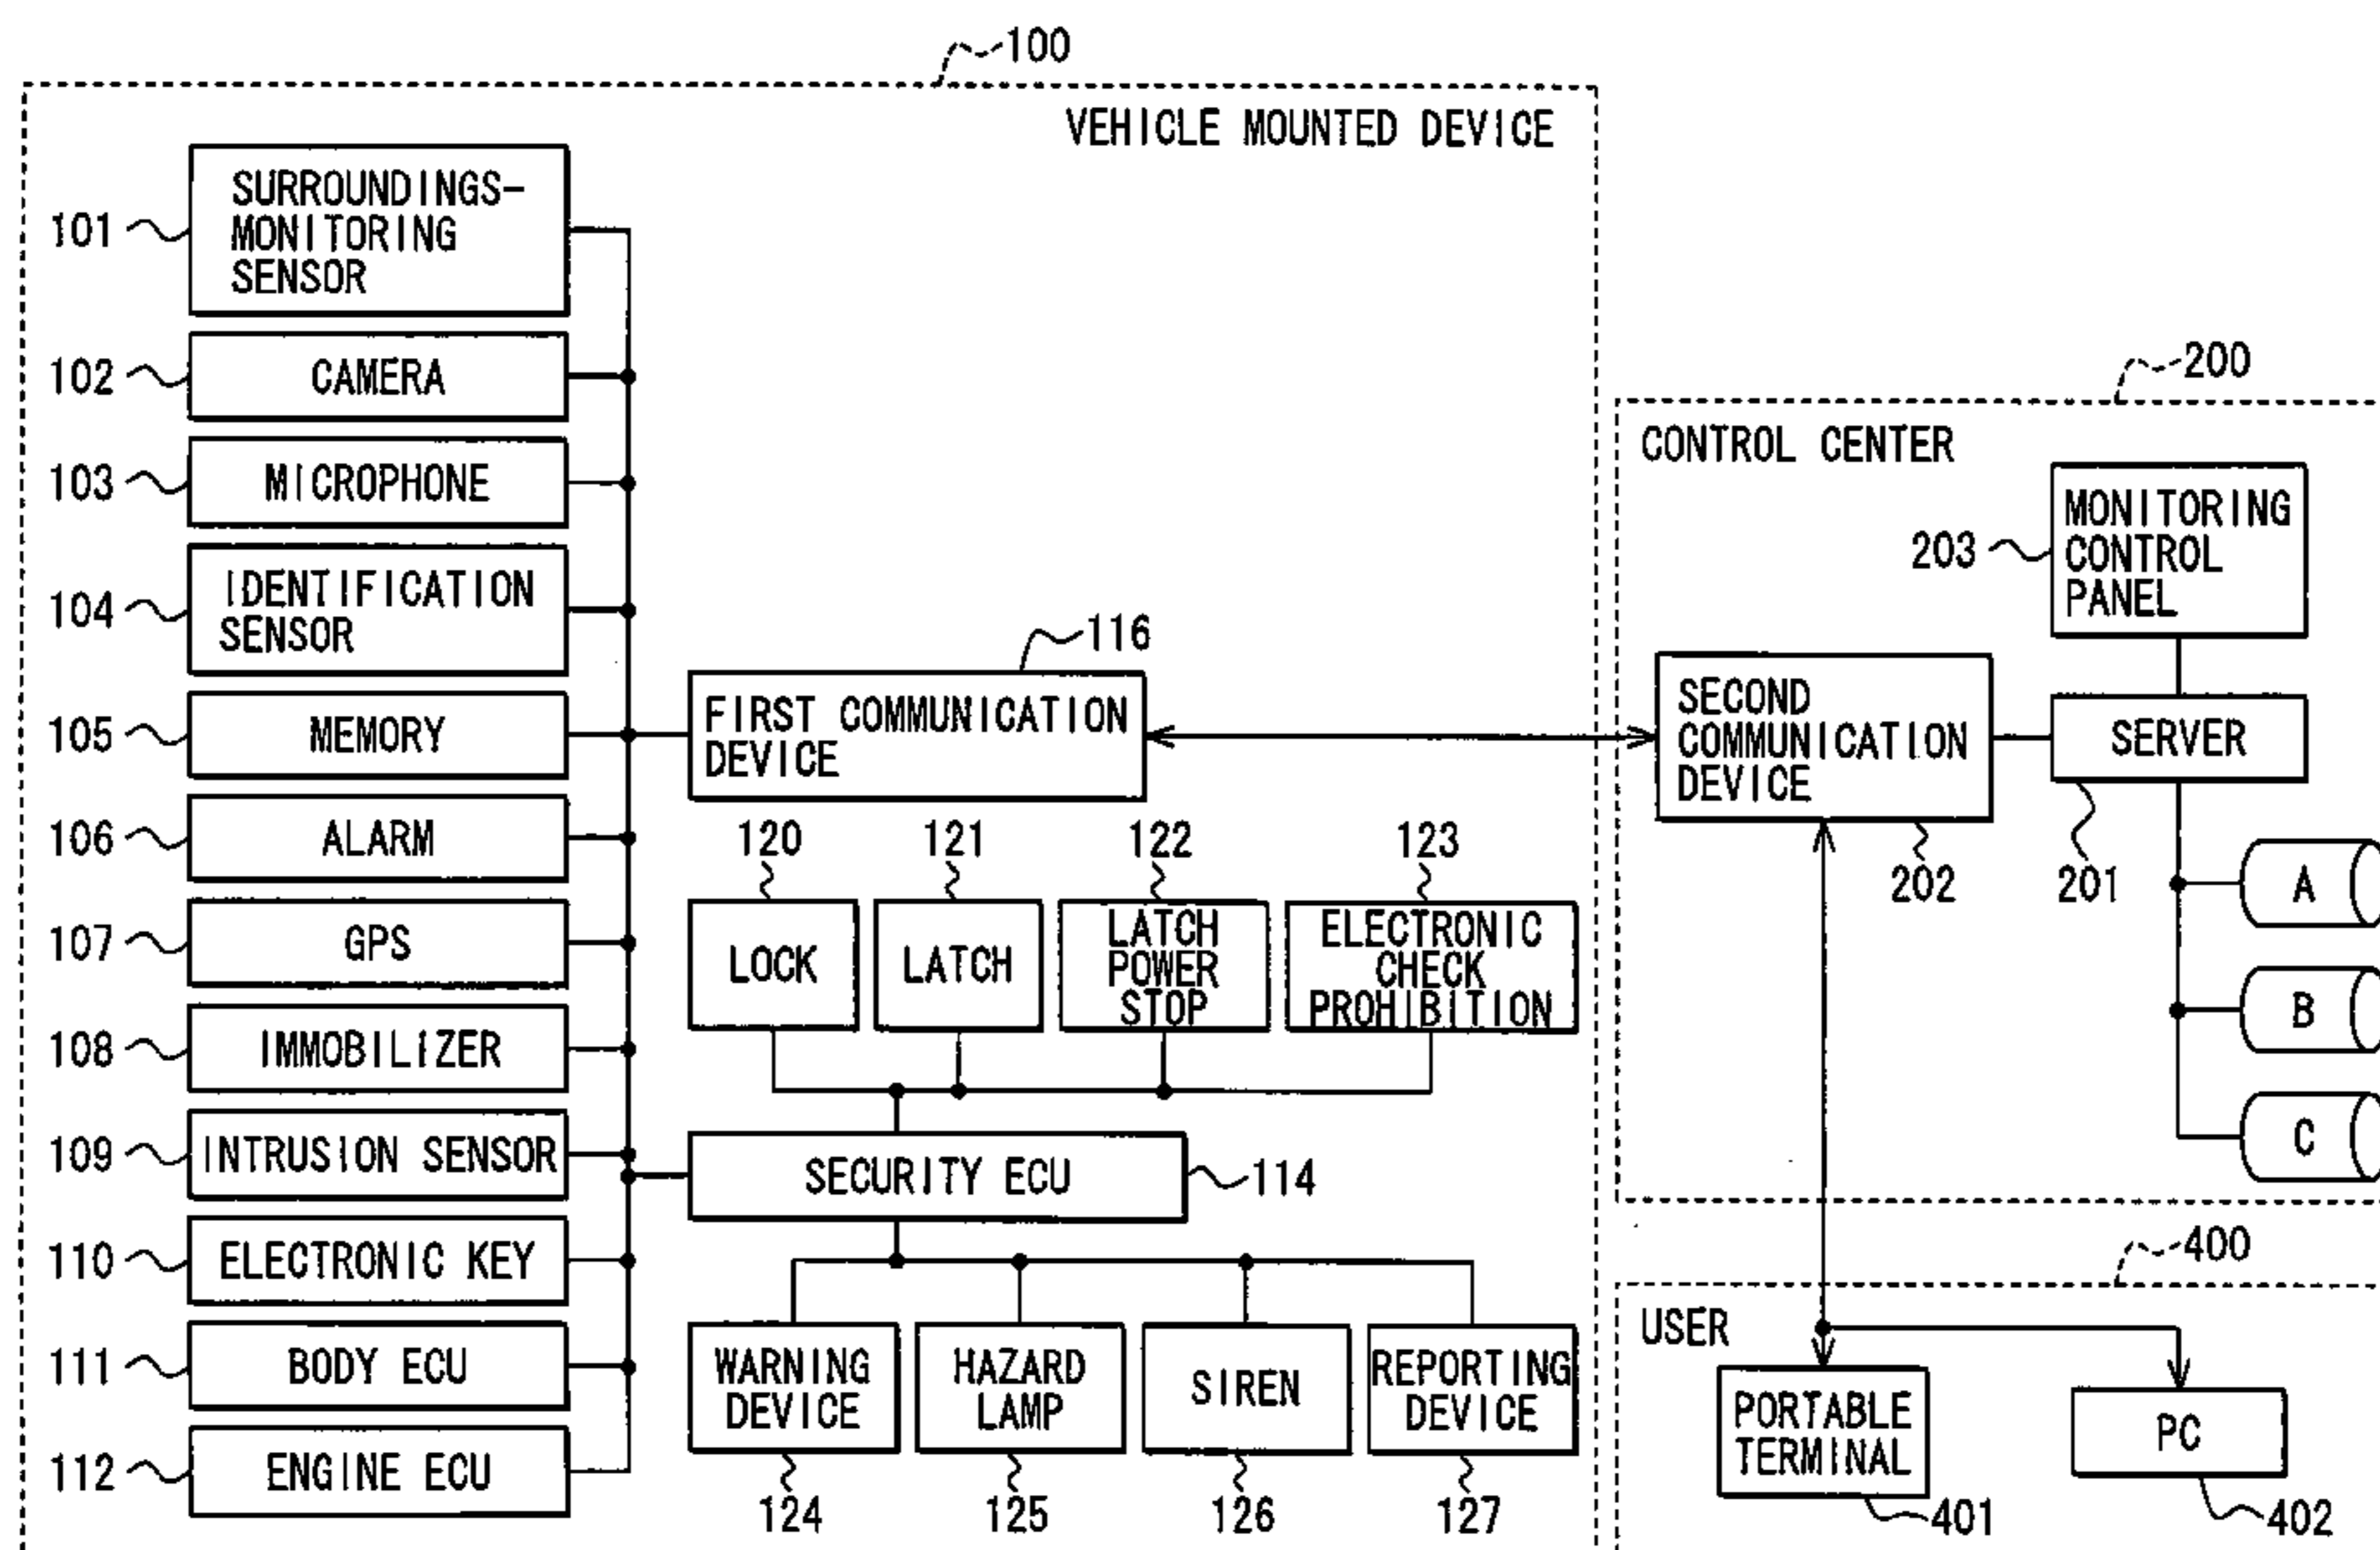 100
VEHICLE MOUNTED DEVICE
101
SURROUNDINGS-
MONITORING
SENSOR
102
CAMERA
103
MICROPHONE
104
IDENTIFICATION
SENSOR
105
MEMORY
106
ALARM
107
GPS
108
IMMOBILIZER
109
INTRUSION SENSOR
110
ELECTRONIC KEY
111
BODY ECU
112
ENGINE ECU
116
FIRST COMMUNICATION
DEVICE
120
LOCK
121
LATCH
122
LATCH
POWER
STOP
123
ELECTRONIC
CHECK
PROHIBITION
SECURITY ECU
114
WARNING
DEVICE
124
HAZARD
LAMP
125
SIREN
126
REPORTING
DEVICE
127
200
CONTROL CENTER
203
MONITORING
CONTROL
PANEL
SECOND
COMMUNICATION
DEVICE
202
SERVER
201
A
B
C
400
USER
PORTABLE
TERMINAL
401
PC
402